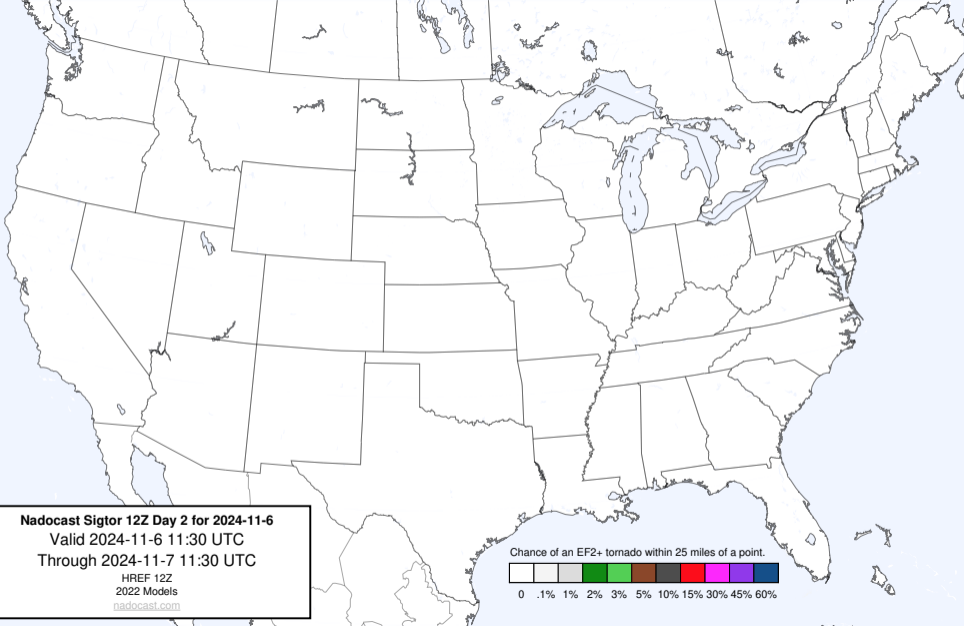 Nadocast Sigtor 12Z Day 2 for 2024-11-6
Valid 2024-11-6 11:30 UTC
Through 2024-11-7 11:30 UTC
HREF 12Z
2022 Models
nadocast.com
Chance of an EF2+ tornado within 25 miles of a point.
0 .1% 1% 2% 3% 5% 10% 15% 30% 45% 60%